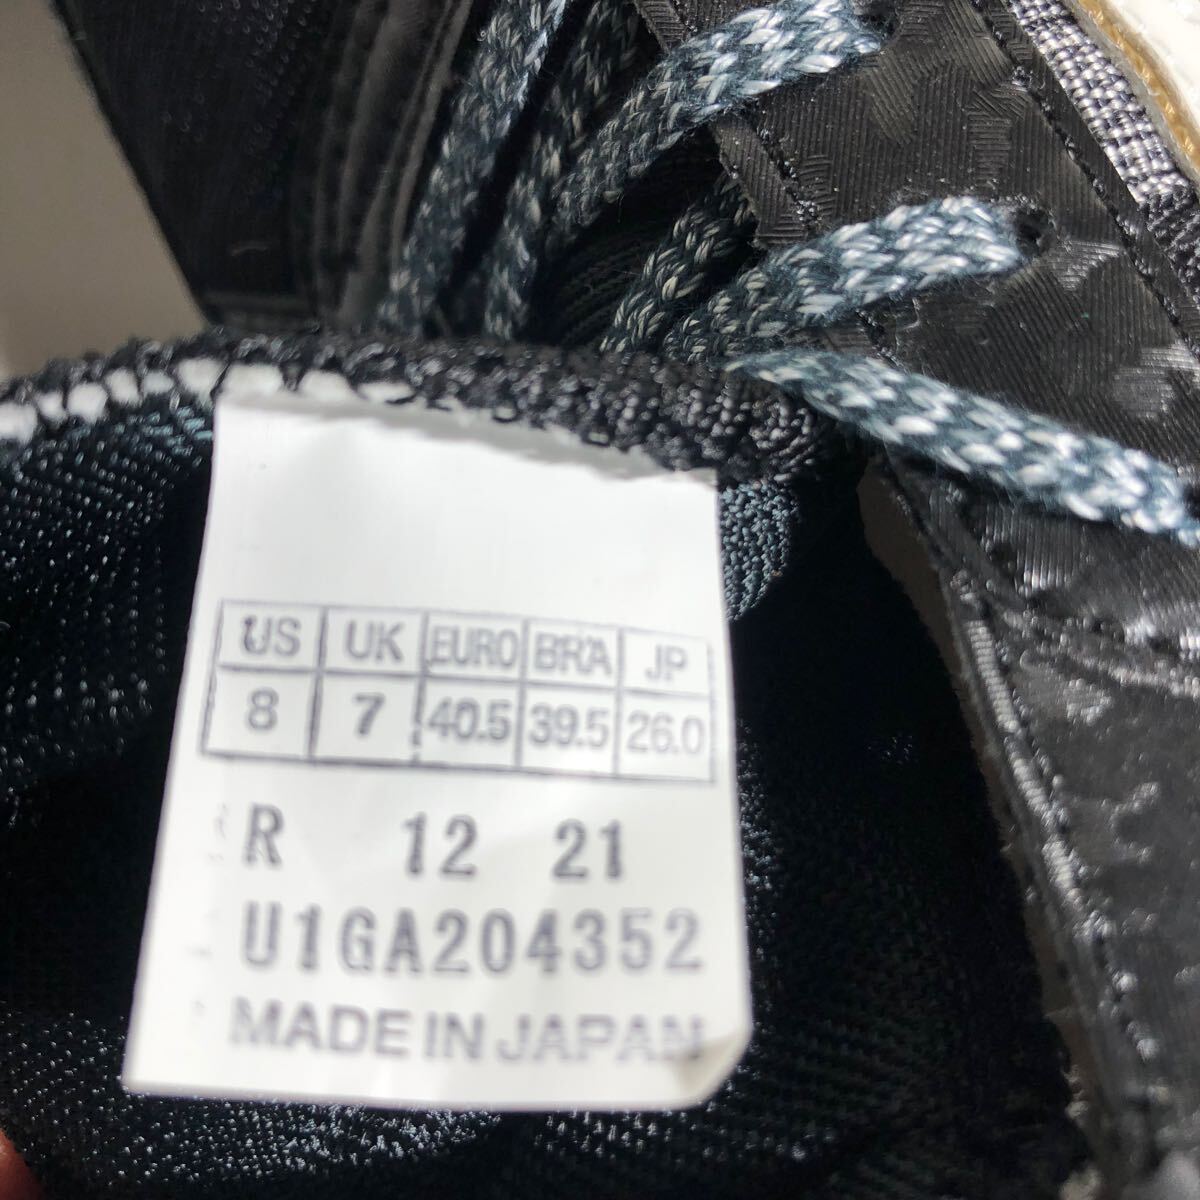 US UK EURO BRA JP
8 7 40.5 39.5 26.0
R 12 21
U1GA204352
MADE IN JAPAN